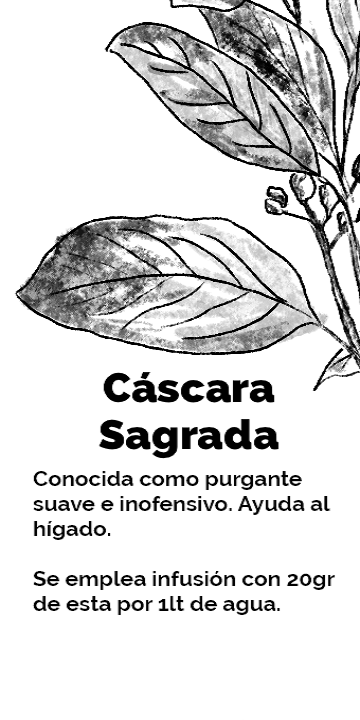 Cáscara
Sagrada
Conocida como purgante
suave e inofensivo. Ayuda al
hígado.
Se emplea infusión con 20gr
de esta por 1lt de agua.